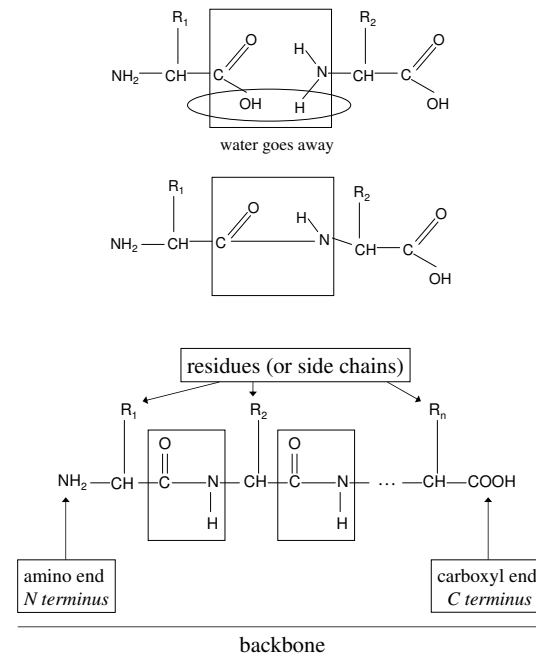 R1 R2
O H O
NH2 CH C N CH C
OH H OH
water goes away
R1 R2
O H O
NH2 CH C N CH C
OH
residues (or side chains)
R1 R2 Rn
O O
NH2 CH C N CH C N ... CH COOH
H H
amino end carboxyl end
N terminus C terminus
backbone